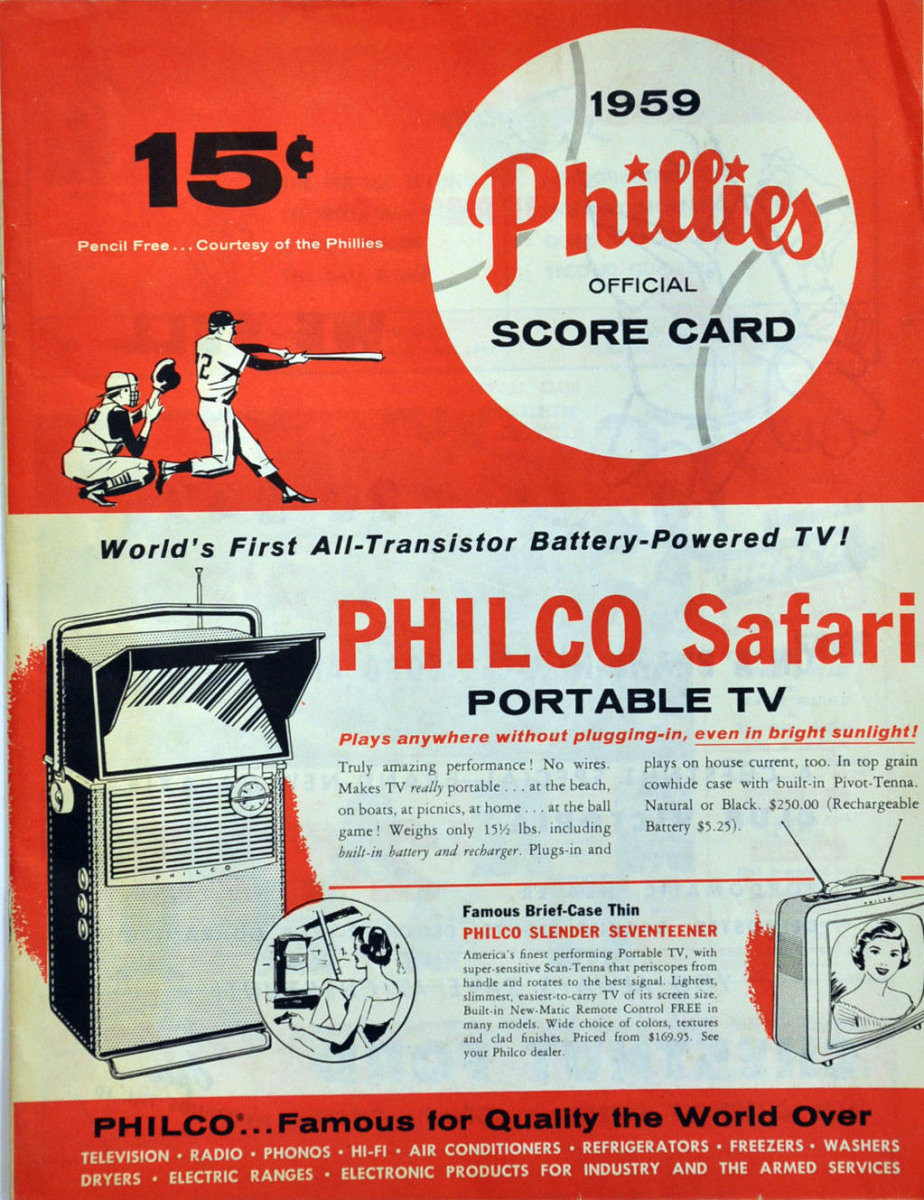 1959
Phillies
OFFICIAL
SCORE CARD
15¢
Pencil Free...Courtesy of the Phillies
2
World's First All-Transistor Battery-Powered TV!
PHILCO Safari
PORTABLE TV
Plays anywhere without plugging-in, even in bright sunlight!
Truly amazing performance! No wires.
Makes TV really portable . . . at the beach,
on boats, at picnics, at home . . . at the ball
game! Weighs only 15½ lbs. including
built-in battery and recharger. Plugs-in and
plays on house current, too. In top grain
cowhide case with built-in Pivot-Tenna.
Natural or Black. $250.00 (Rechargeable
Battery $5.25).
PHILCO
Famous Brief-Case Thin
PHILCO SLENDER SEVENTEENER
America's finest performing Portable TV, with
super-sensitive Scan-Tenna that periscopes from
handle and rotates to the best signal. Lightest,
slimmest, easiest-to-carry TV of its screen size.
Built-in New-Matic Remote Control FREE in
many models. Wide choice of colors, textures
and clad finishes. Priced from $169.95. See
your Philco dealer.
PHILCO
PHILCO®...Famous for Quality the World Over
TELEVISION • RADIO • PHONOS • HI-FI • AIR CONDITIONERS • REFRIGERATORS • FREEZERS • WASHERS
DRYERS • ELECTRIC RANGES • ELECTRONIC PRODUCTS FOR INDUSTRY AND THE ARMED SERVICES